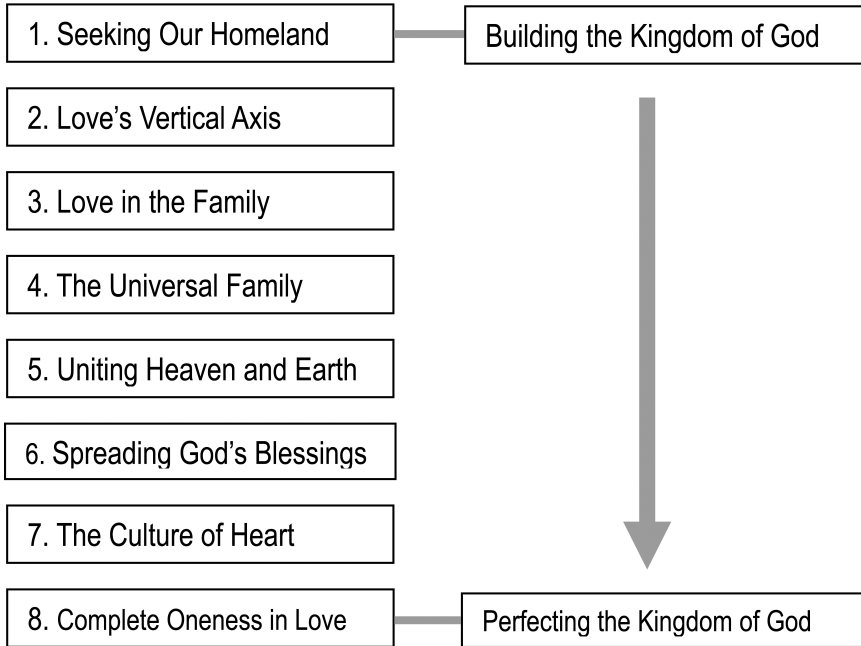 1. Seeking Our Homeland
Building the Kingdom of God
2. Love’s Vertical Axis
3. Love in the Family
4. The Universal Family
5. Uniting Heaven and Earth
6. Spreading God’s Blessings
7. The Culture of Heart
8. Complete Oneness in Love
Perfecting the Kingdom of God